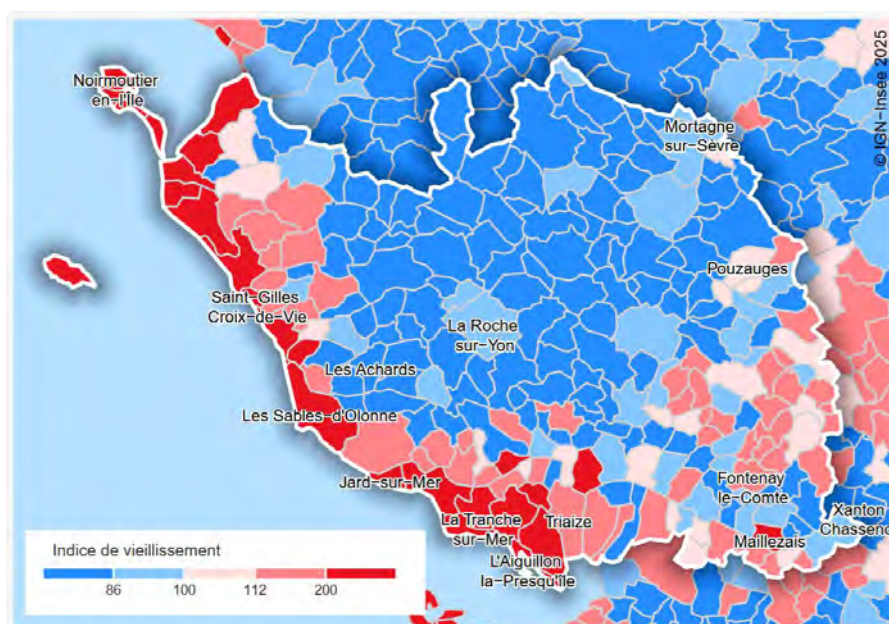 © IGN-Insee 2025
Noirmoutier
en-l'Île
Mortagne
sur-Sèvre
Pouzauges
Saint-Gilles
Croix-de-Vie
La Roche
sur-Yon
Les Achards
Les Sables-d'Olonne
Jard-sur-Mer
Fontenay
le-Comte
La Tranche
sur-Mer
Triaize
Xanton
Chassenc
Maillezais
L'Aiguillon
la-Presqu'île
Indice de vieillissement
86
100
112
200